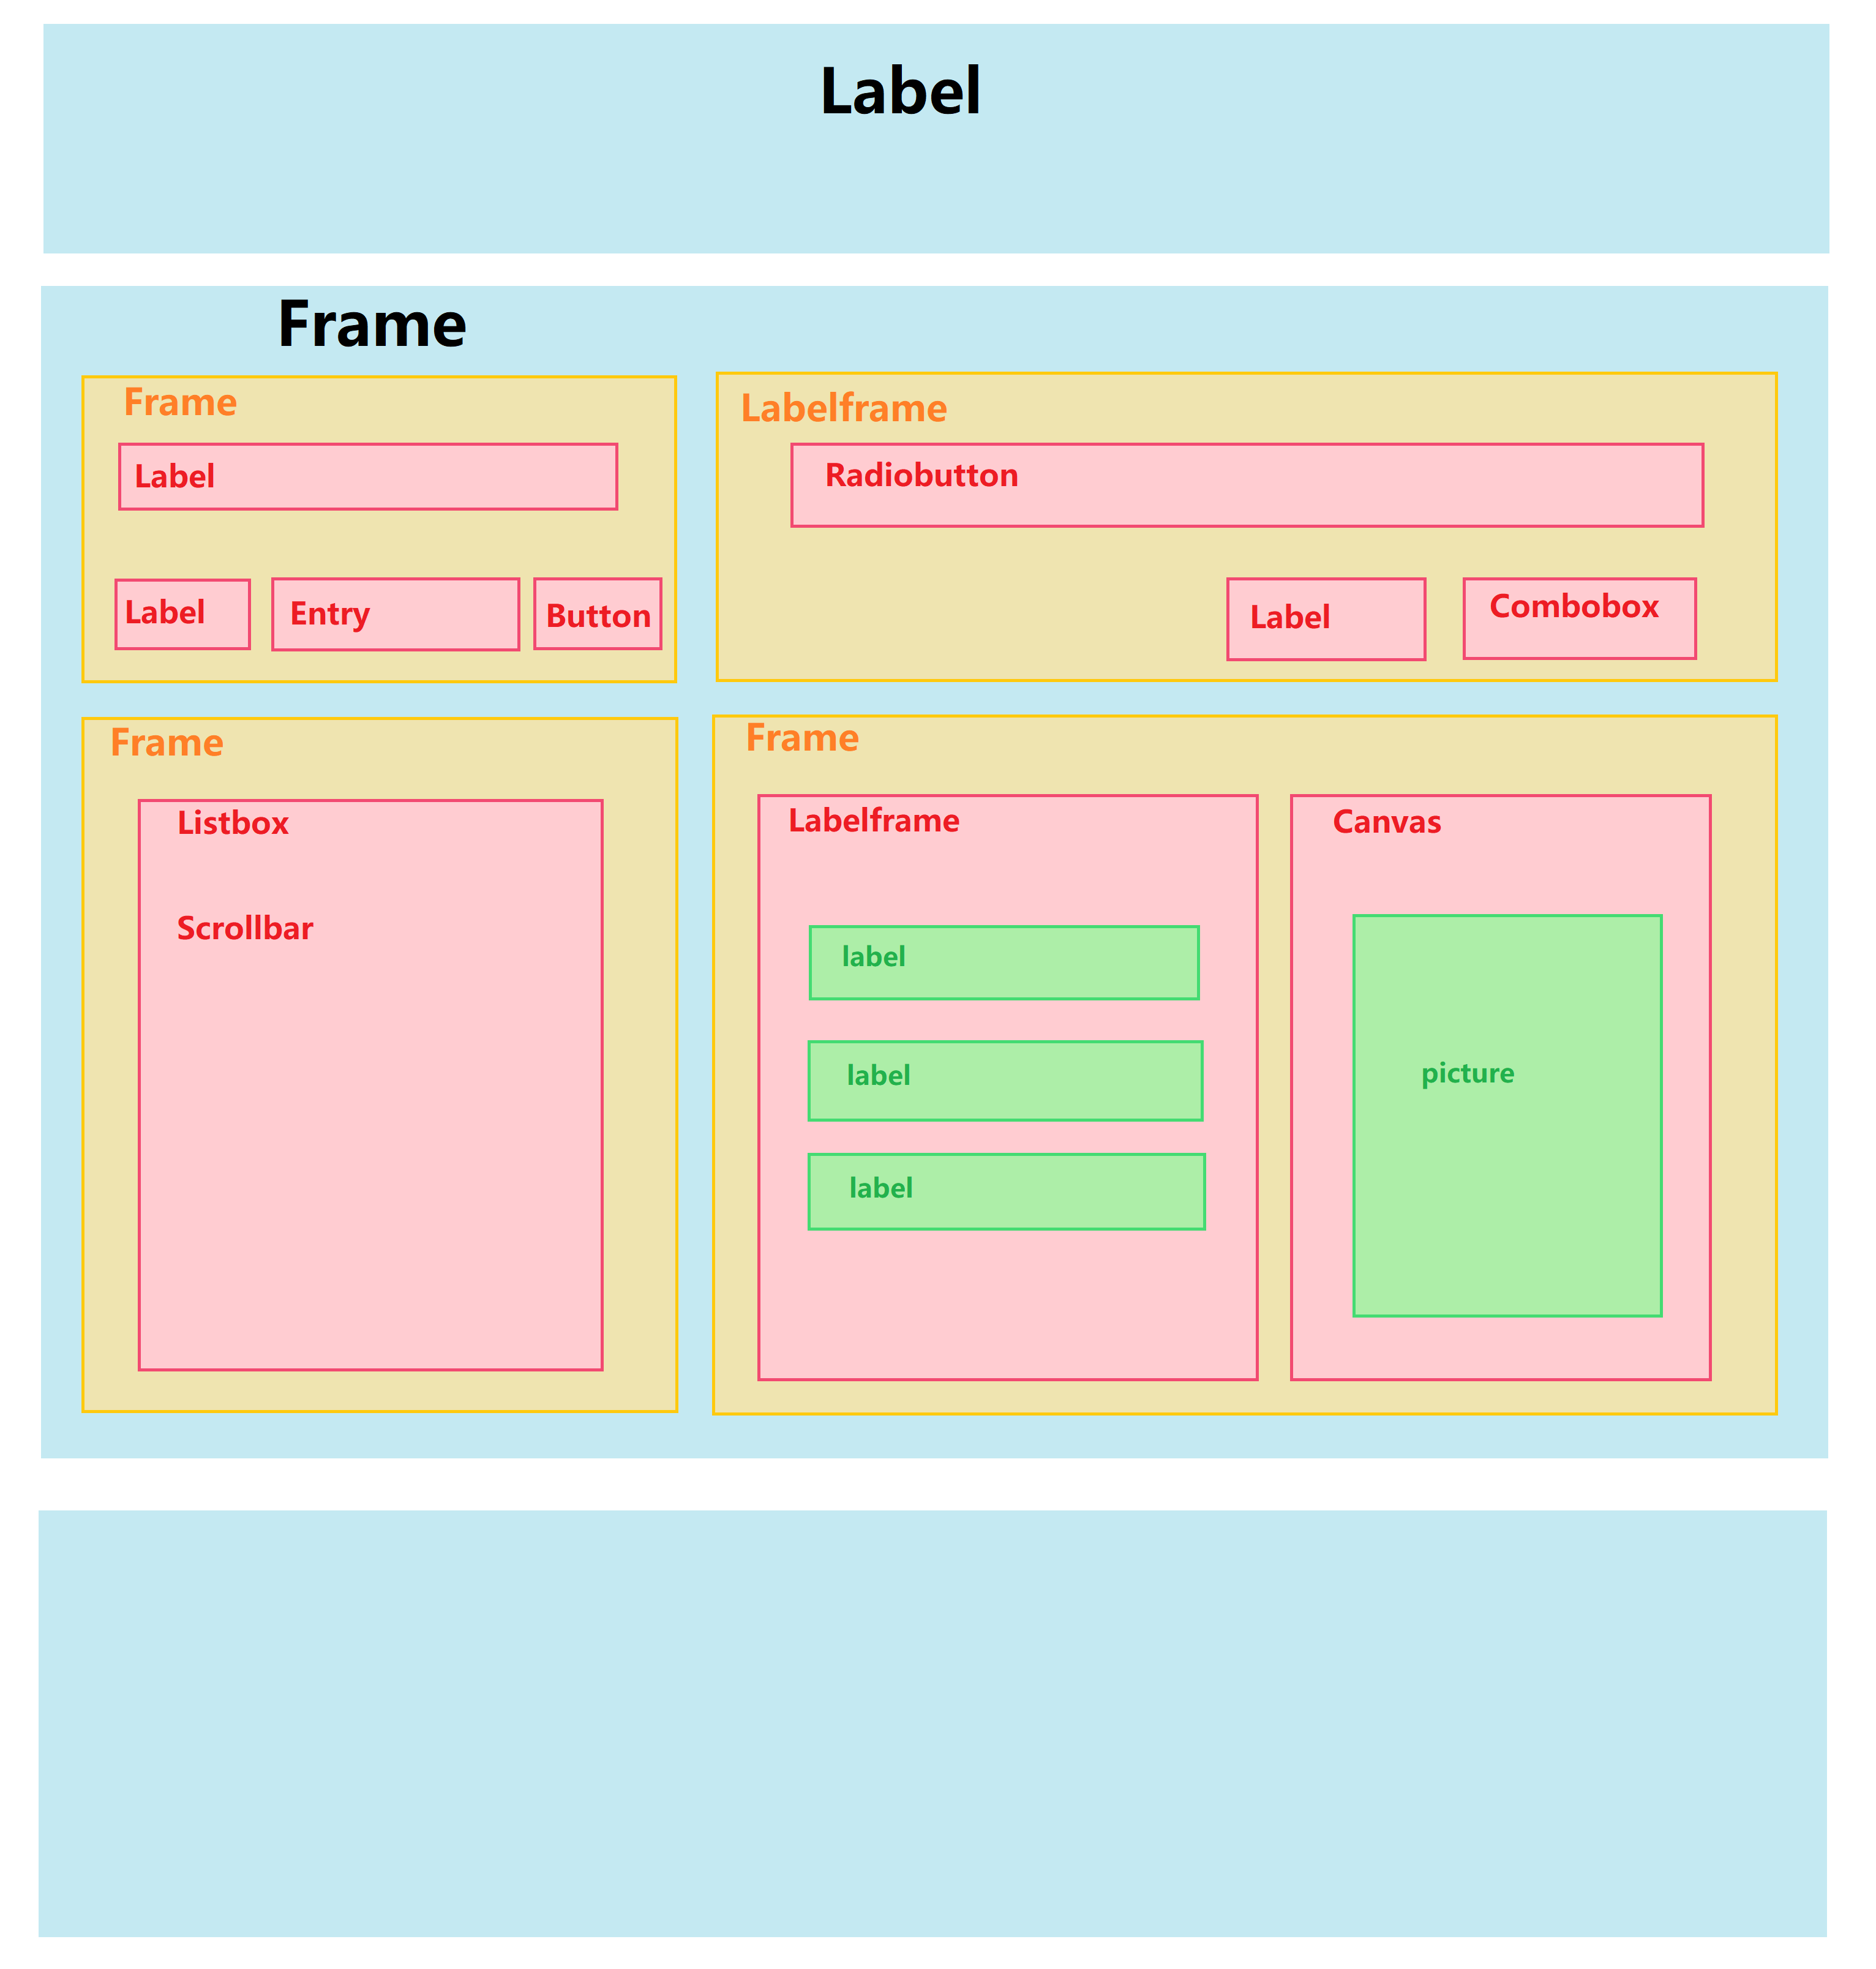 Label
Frame
Frame
Label
Label
Entry
Button
Labelframe
Radiobutton
Label
Combobox
Frame
Listbox
Scrollbar
Frame
Labelframe
label
label
label
Canvas
picture